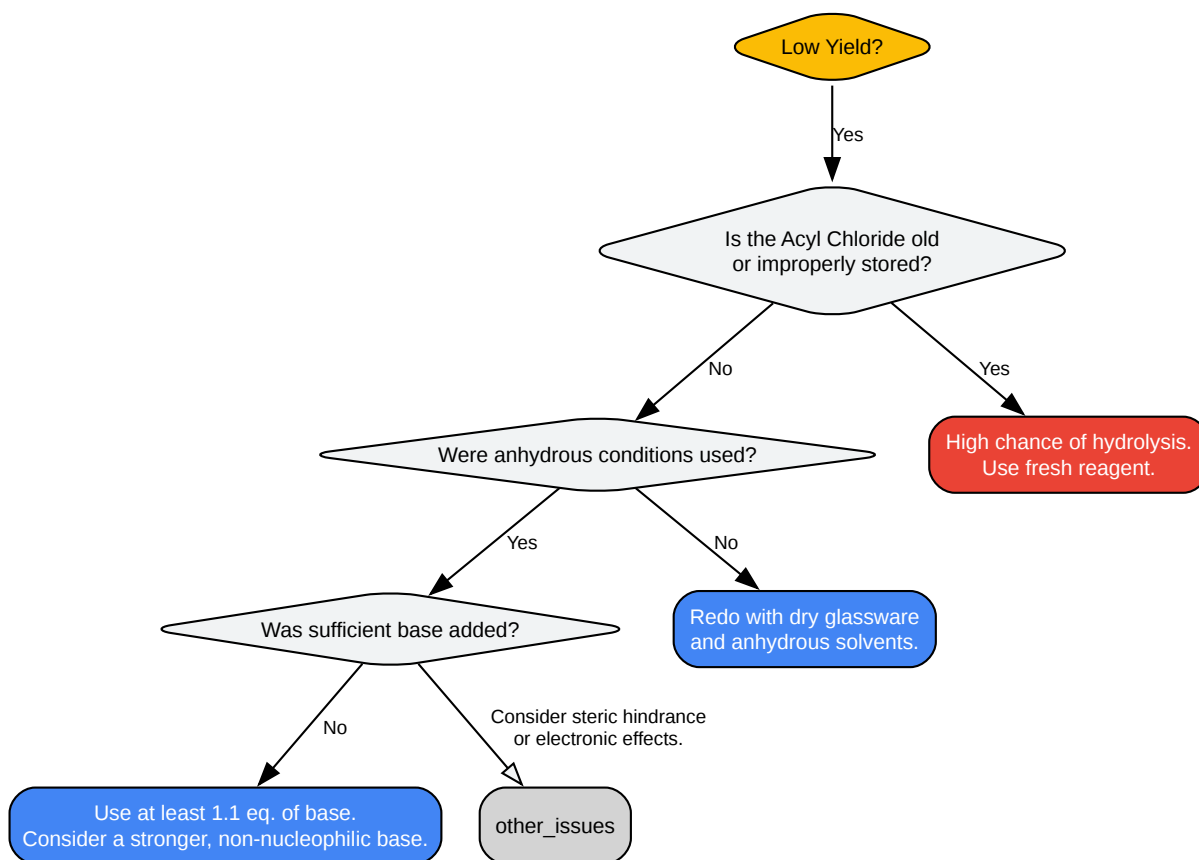 Low Yield?
Yes
Is the Acyl Chloride old
or improperly stored?
No
Yes
Were anhydrous conditions used?
High chance of hydrolysis.
Use fresh reagent.
Yes
No
Was sufficient base added?
Redo with dry glassware
and anhydrous solvents.
No
Consider steric hindrance
or electronic effects.
Use at least 1.1 eq. of base.
Consider a stronger, non-nucleophilic base.
other_issues